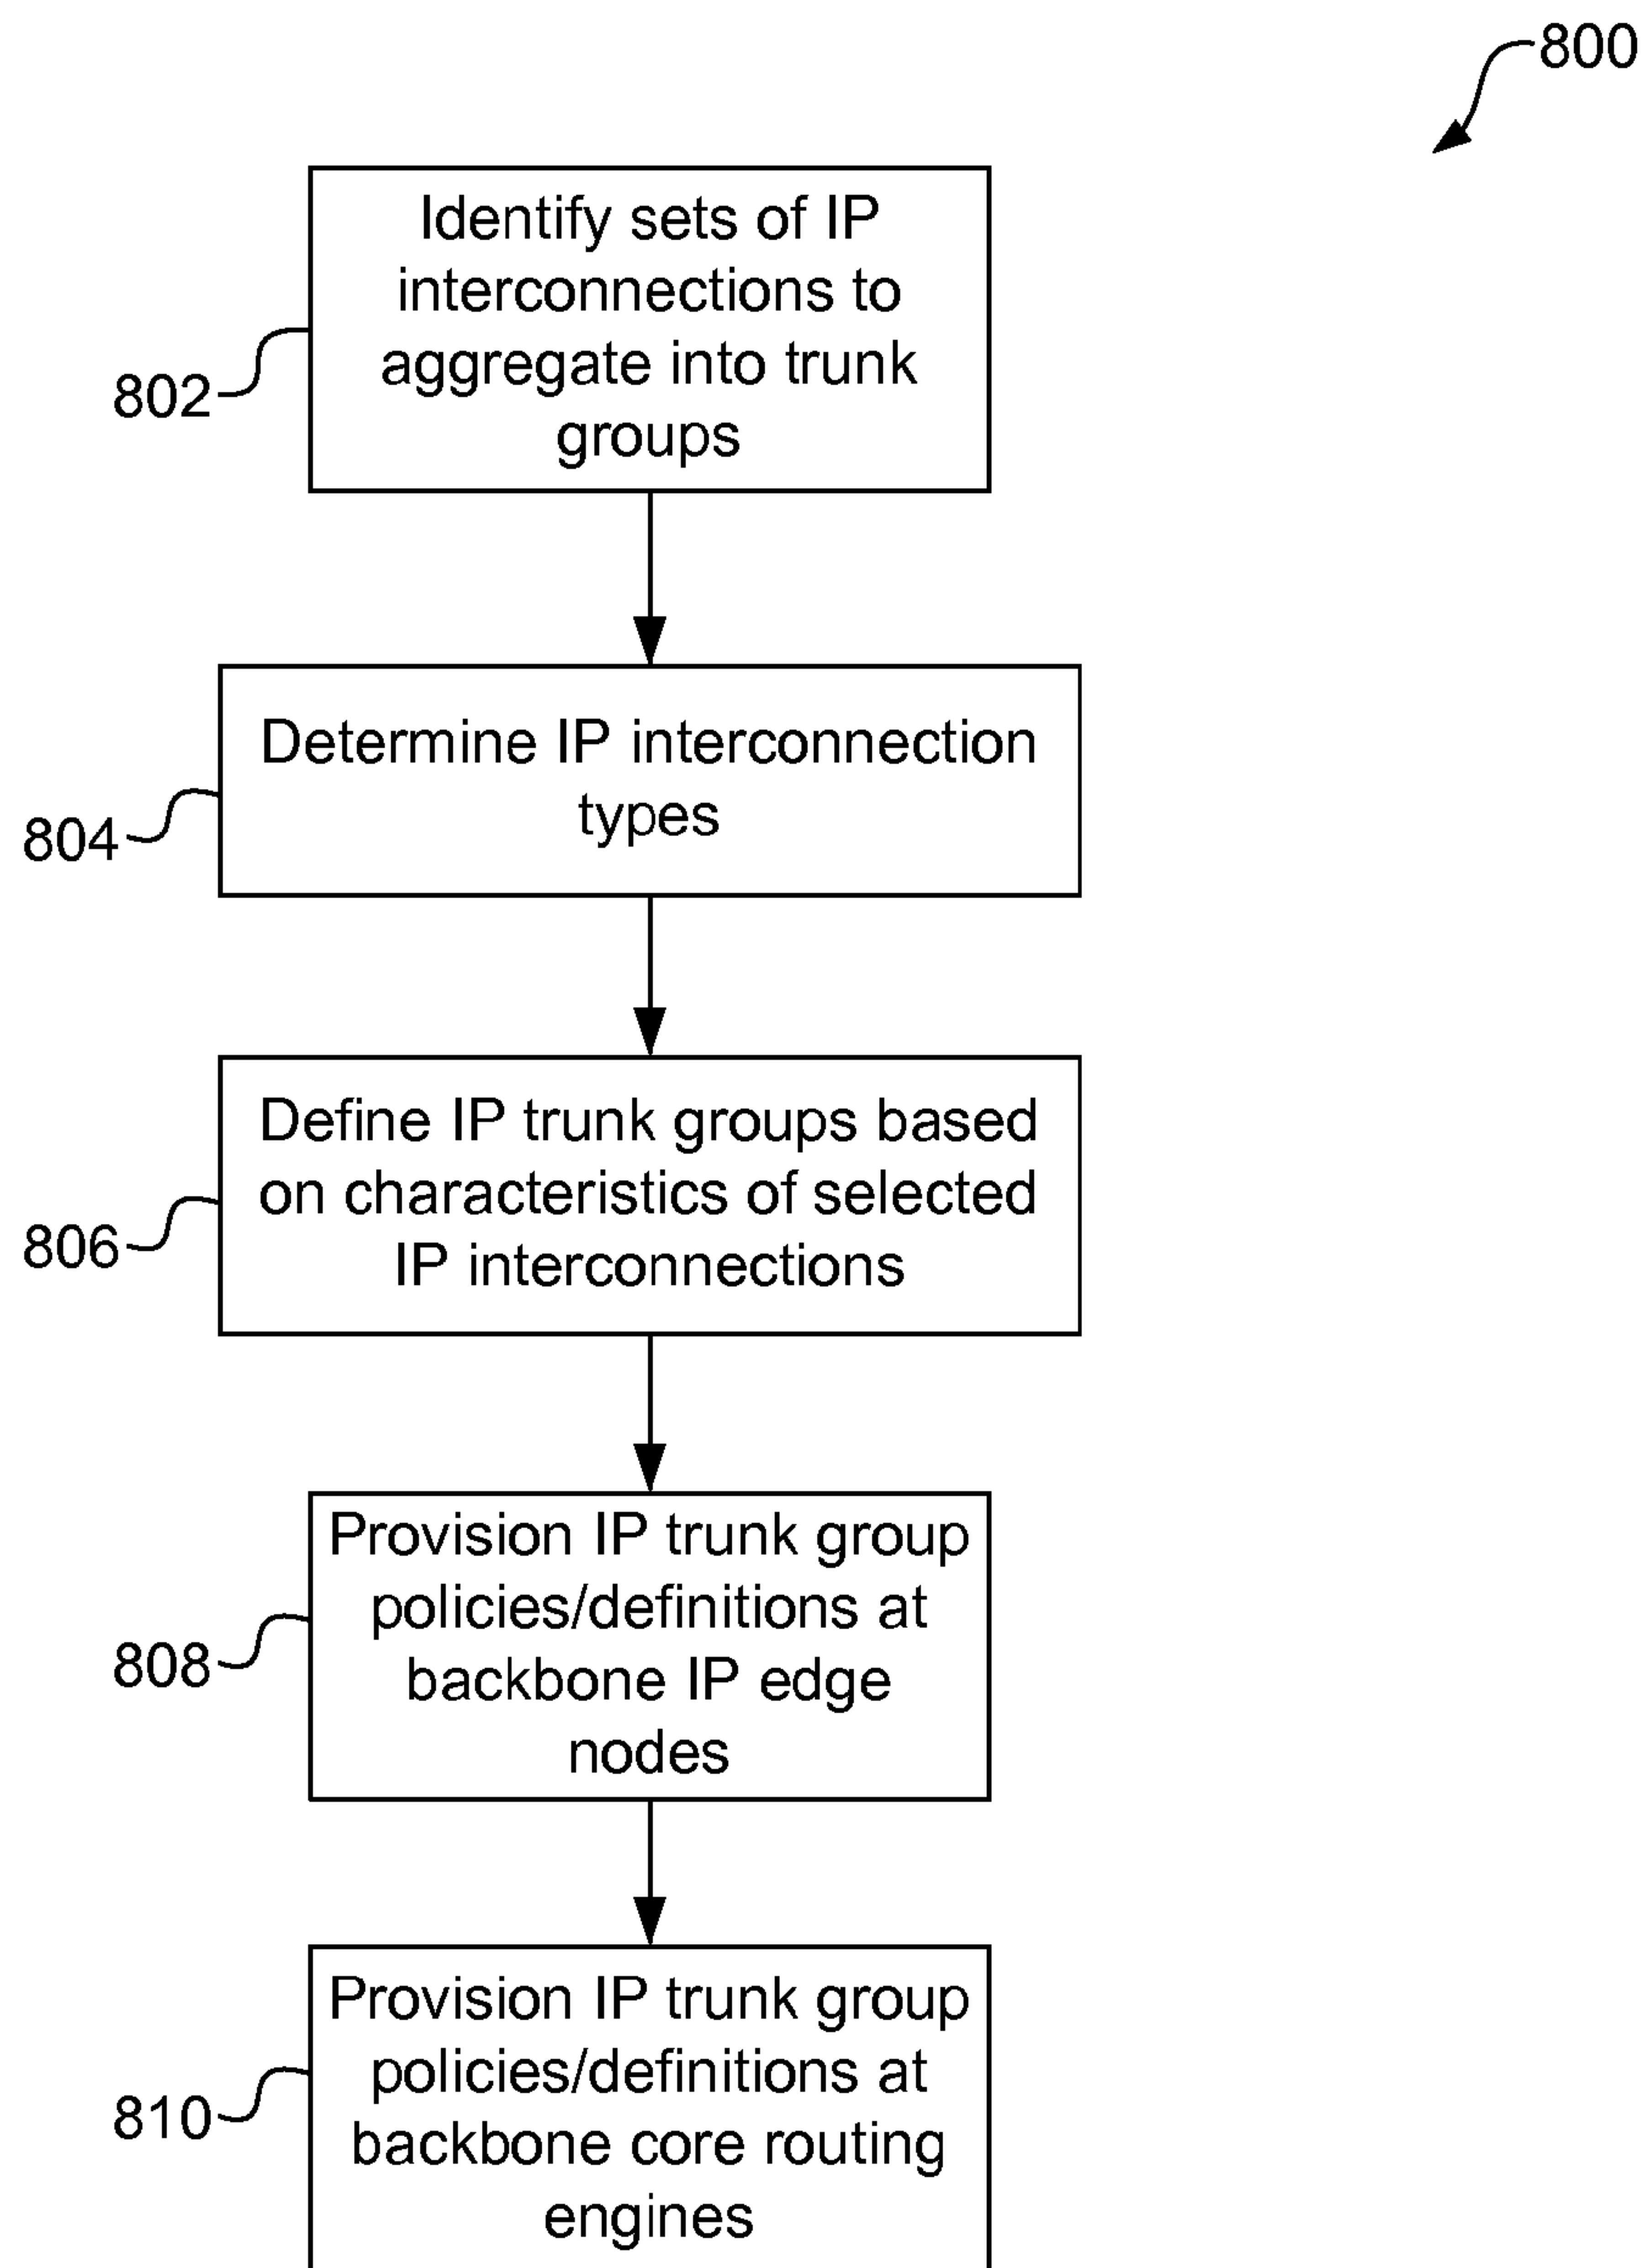 800
Identify sets of IP
interconnections to
aggregate into trunk
groups
802
Determine IP interconnection
types
804
Define IP trunk groups based
on characteristics of selected
IP interconnections
806
Provision IP trunk group
policies/definitions at
backbone IP edge
nodes
808
Provision IP trunk group
policies/definitions at
backbone core routing
engines
810